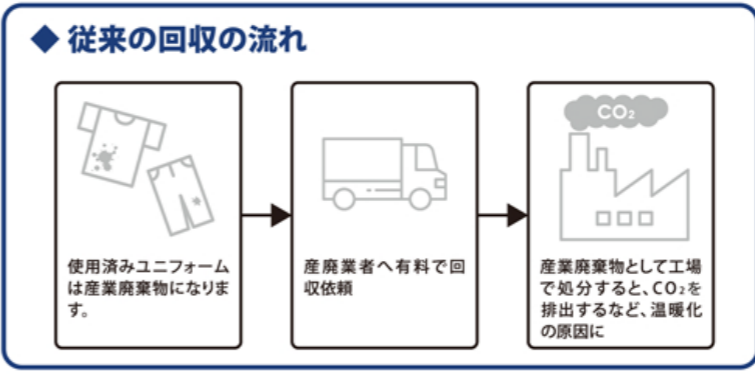 ◆ 従来の回収の流れ
使用済みユニフォーム
は産業廃棄物になりま
す。
産廃業者へ有料で回
収依頼
CO₂
産業廃棄物として工場
で処分すると、CO₂を
排出するなど、温暖化
の原因に